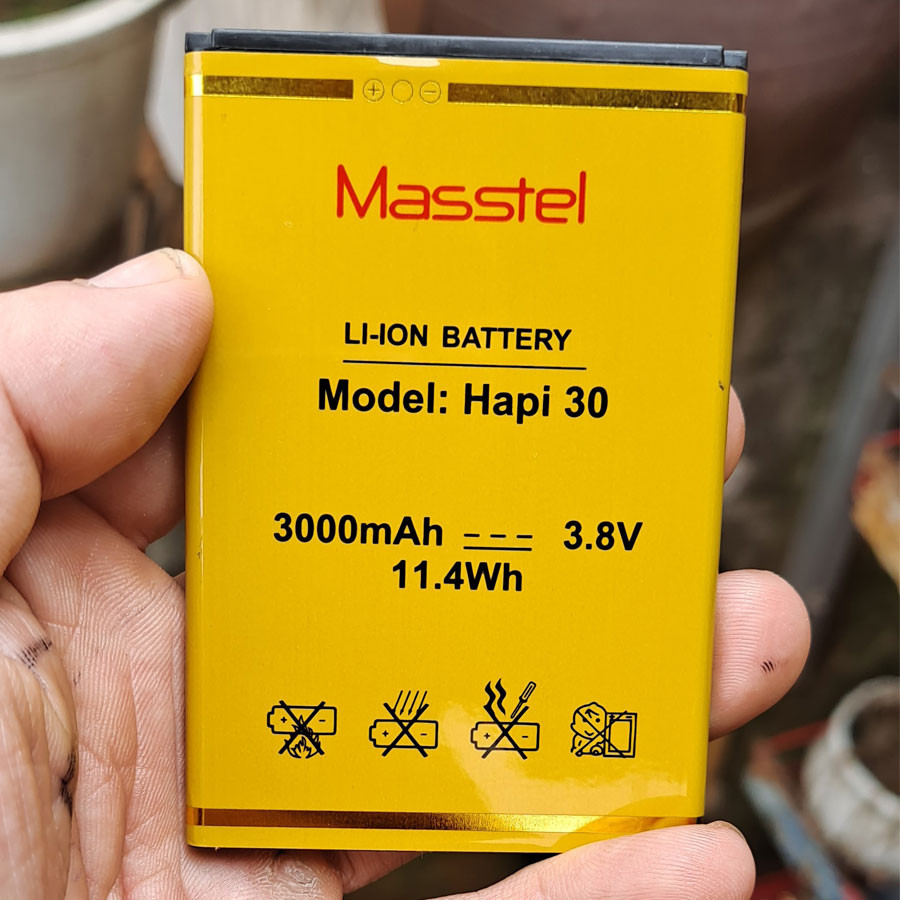 Masstel
LI-ION BATTERY
Model: Hapi 30
3000mAh 3.8V
11.4Wh